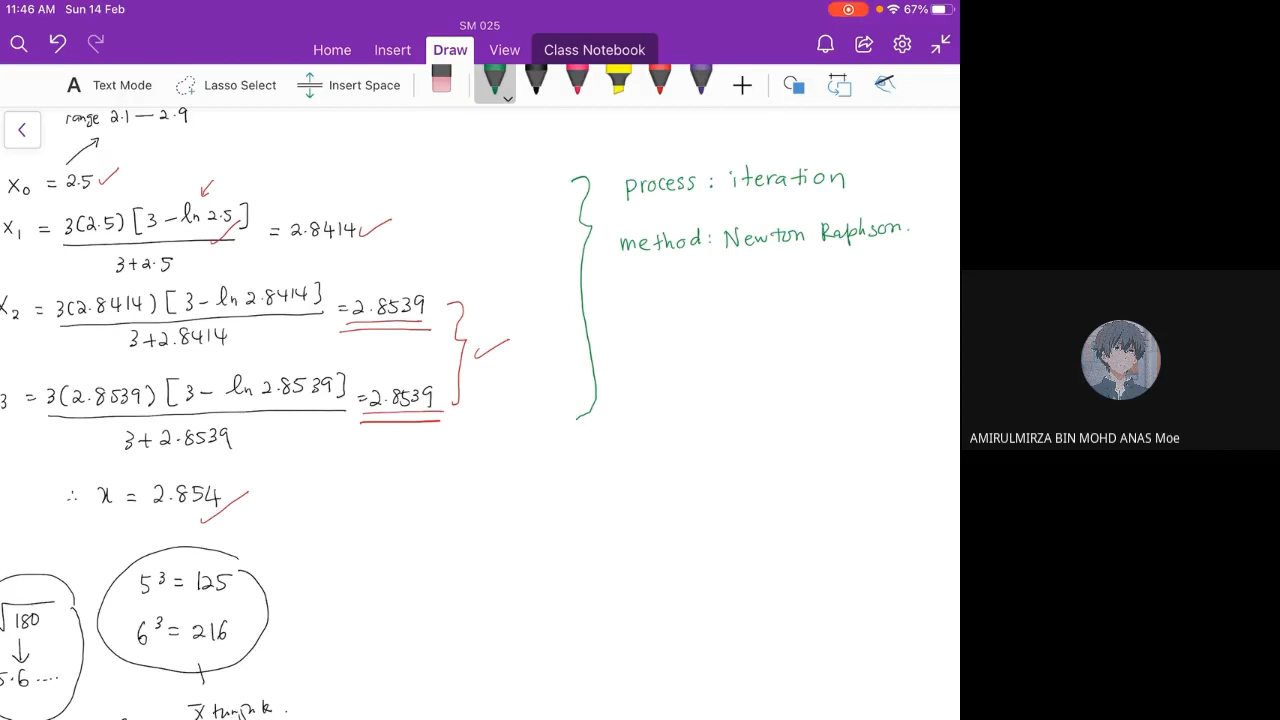 11:46 AM Sun 14 Feb
67%
SM 025
Home Insert Draw View Class Notebook
Text Mode Lasso Select Insert Space
range 2.1 — 2.9
x₀ = 2.5
x₁ = 3(2.5) [3 - ln 2.5] / 3+2.5 = 2.8414
x₂ = 3(2.8414) [3 - ln 2.8414] / 3+2.8414 = 2.8539
3 = 3(2.8539) [3 - ln 2.8539] / 3+2.8539 = 2.8539
∴ x = 2.854
process : iteration
method : Newton Raphson.
5³ = 125
6³ = 216
√180
5.6 ....
AMIRULMIRZA BIN MOHD ANAS Moe